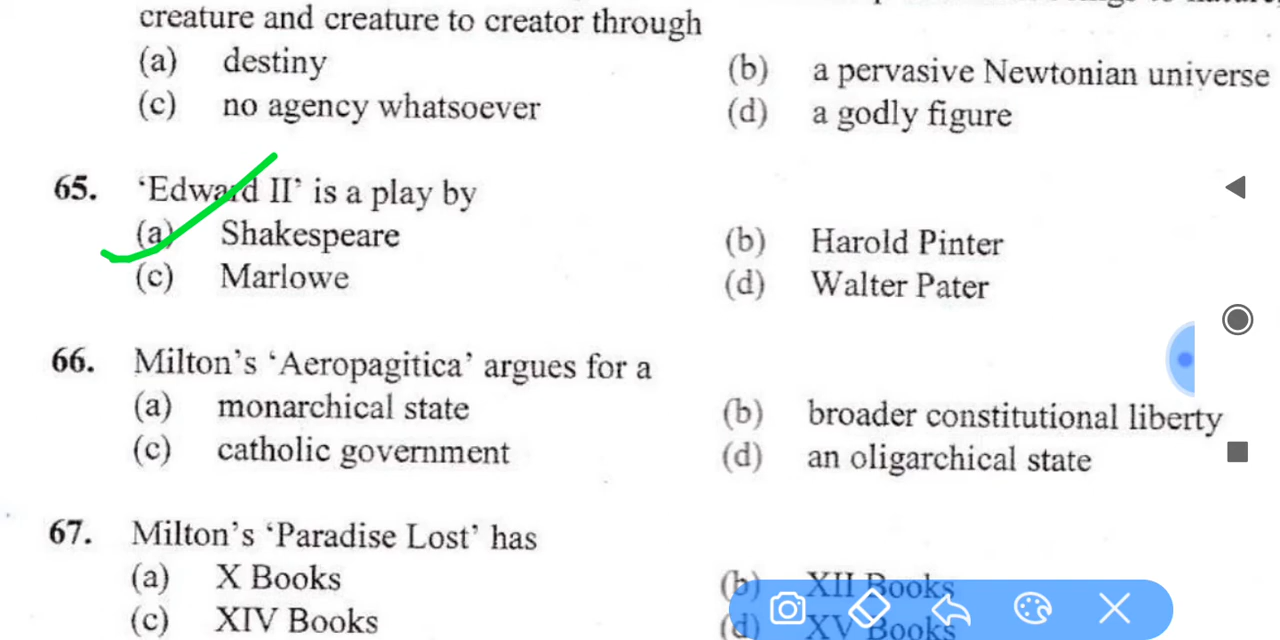 creature and creature to creator through
(a) destiny (b) a pervasive Newtonian universe
(c) no agency whatsoever (d) a godly figure
65. ‘Edward II’ is a play by
(a) Shakespeare (b) Harold Pinter
(c) Marlowe (d) Walter Pater
66. Milton’s ‘Aeropagitica’ argues for a
(a) monarchical state (b) broader constitutional liberty
(c) catholic government (d) an oligarchical state
67. Milton’s ‘Paradise Lost’ has
(a) X Books (b) XII Books
(c) XIV Books (d) XV Books